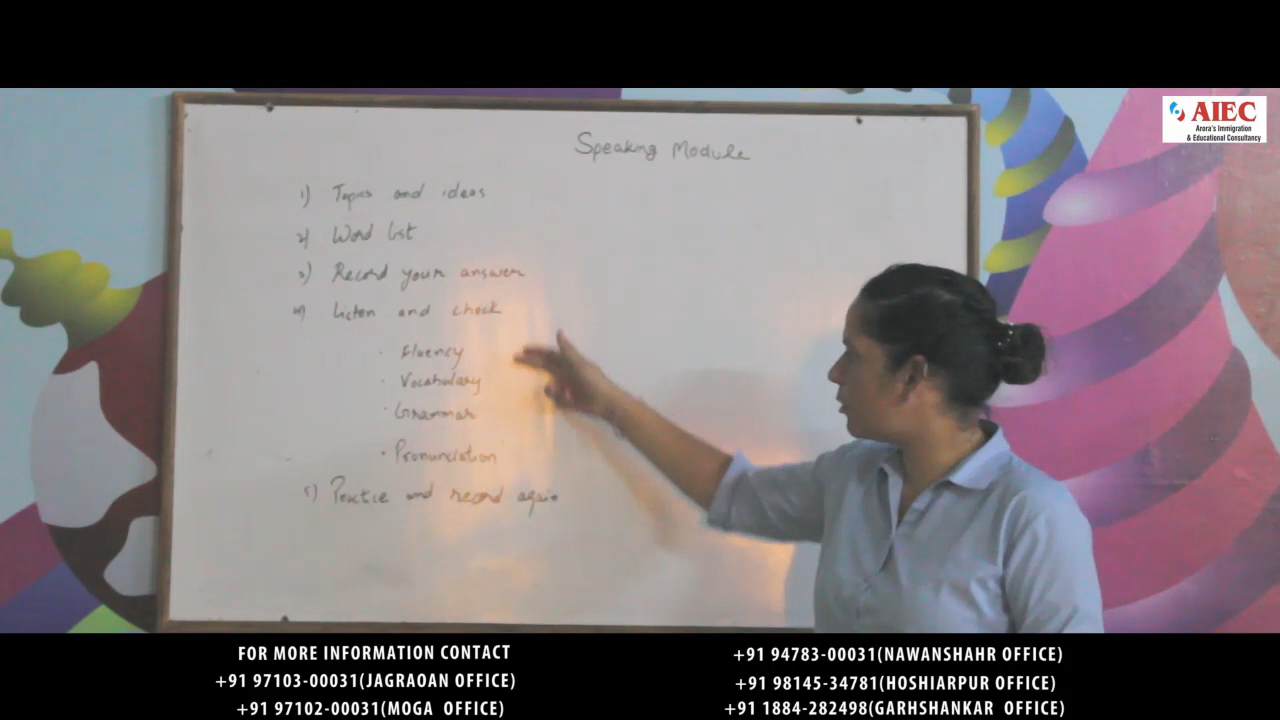 AIEC
Arora's Immigration
& Educational Consultancy
Speaking Module
1) Topics and ideas
2) Word list
3) Record your answer
4) Listen and check
· Fluency
· Vocabulary
· Grammar
· Pronunciation
5) Practice and record again
FOR MORE INFORMATION CONTACT
+91 97103-00031(JAGRAOAN OFFICE)
+91 97102-00031(MOGA OFFICE)
+91 94783-00031(NAWANSHAHR OFFICE)
+91 98145-34781(HOSHIARPUR OFFICE)
+91 1884-282498(GARHSHANKAR OFFICE)